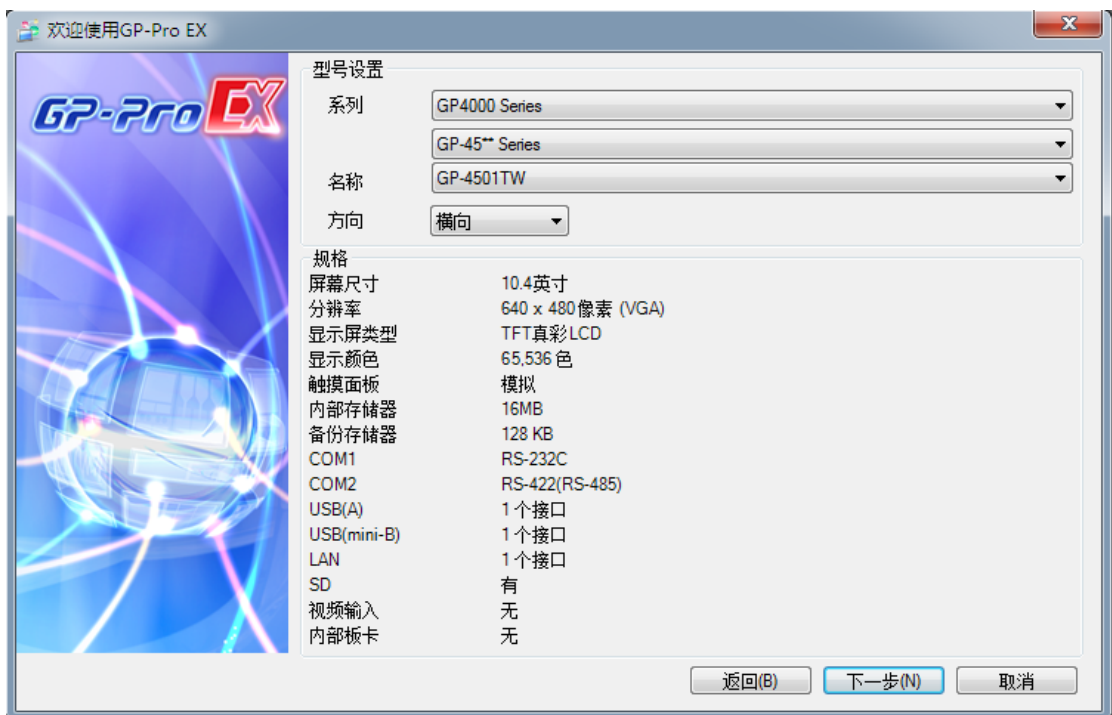 欢迎使用GP-Pro EX
GP-Pro EX
型号设置
系列 GP4000 Series
GP-45** Series
名称 GP-4501TW
方向 横向
规格
屏幕尺寸 10.4英寸
分辨率 640 x 480像素 (VGA)
显示屏类型 TFT真彩LCD
显示颜色 65,536 色
触摸面板 模拟
内部存储器 16MB
备份存储器 128 KB
COM1 RS-232C
COM2 RS-422(RS-485)
USB(A) 1个接口
USB(mini-B) 1个接口
LAN 1个接口
SD 有
视频输入 无
内部板卡 无
返回(B) 下一步(N) 取消